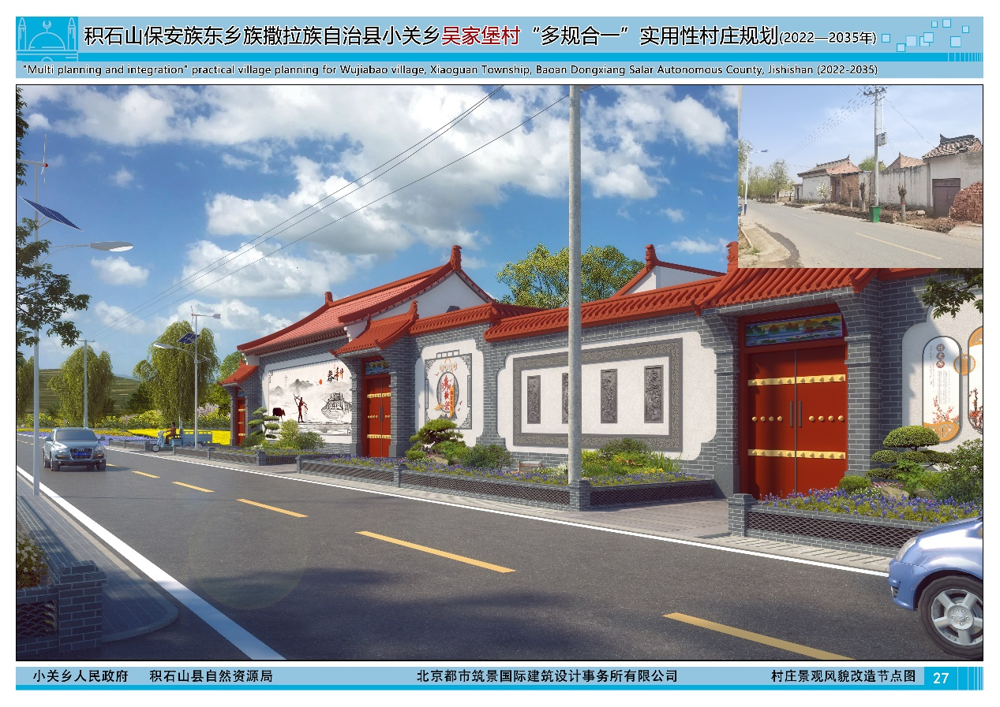 积石山保安族东乡族撒拉族自治县小关乡吴家堡村“多规合一”实用性村庄规划(2022—2035年)
"Multi planning and integration" practical village planning for Wujiabao village, Xiaoguan Township, Baoan Dongxiang Salar Autonomous County, Jishishan (2022-2035)
春耕
小关乡人民政府 积石山县自然资源局 北京都市筑景国际建筑设计事务所有限公司 村庄景观风貌改造节点图 27